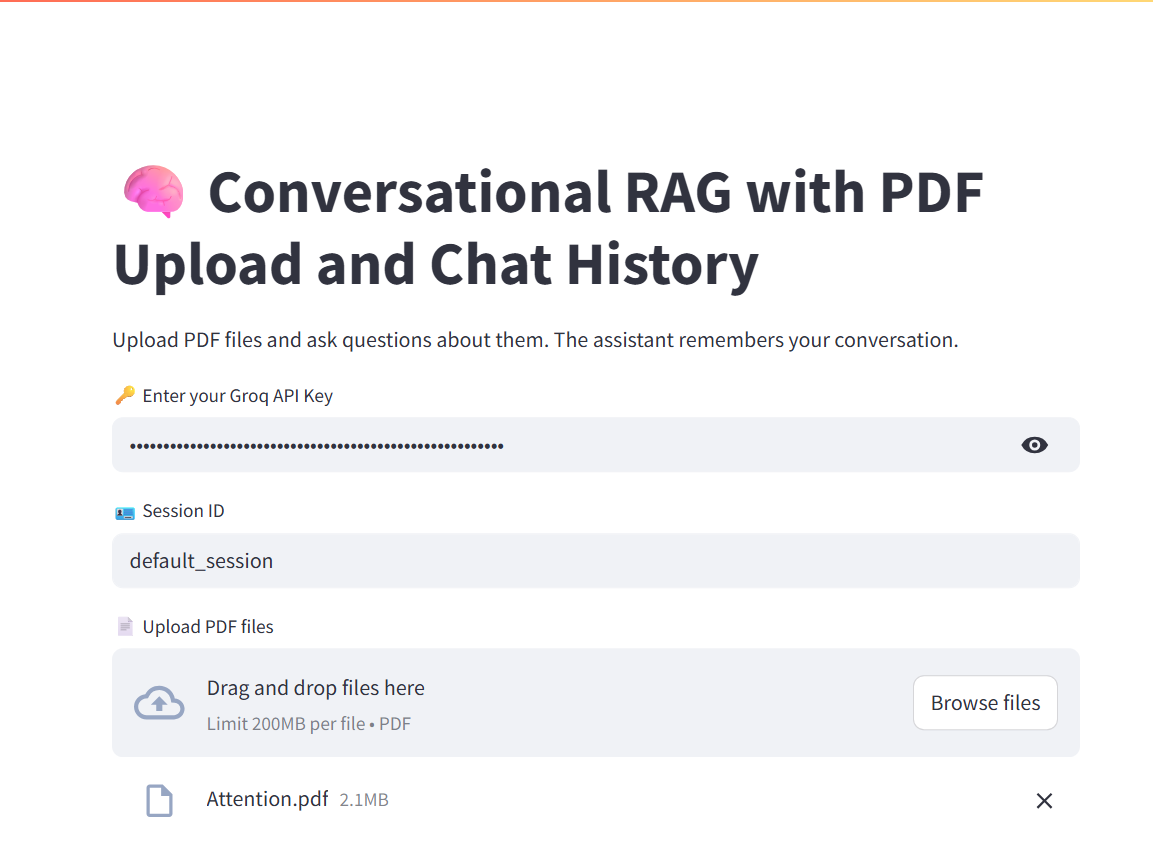 Conversational RAG with PDF
Upload and Chat History
Upload PDF files and ask questions about them. The assistant remembers your conversation.
Enter your Groq API Key
••••••••••••••••••••••••••••••••••••••••••••••••••••••••
Session ID
default_session
Upload PDF files
Drag and drop files here
Limit 200MB per file • PDF
Browse files
Attention.pdf 2.1MB